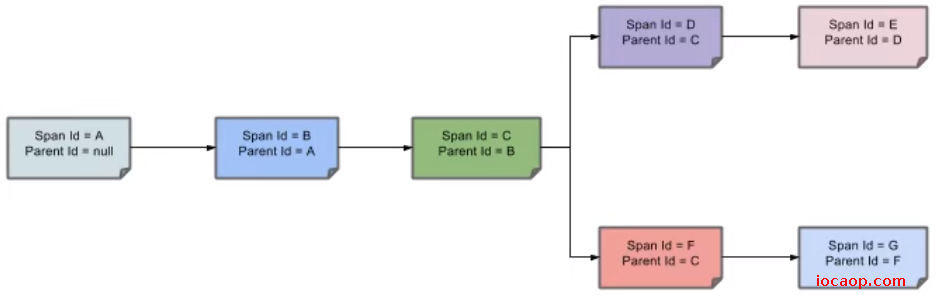 Span Id = A
Parent Id = null
Span Id = B
Parent Id = A
Span Id = C
Parent Id = B
Span Id = D
Parent Id = C
Span Id = E
Parent Id = D
Span Id = F
Parent Id = C
Span Id = G
Parent Id = F
iocaop.com